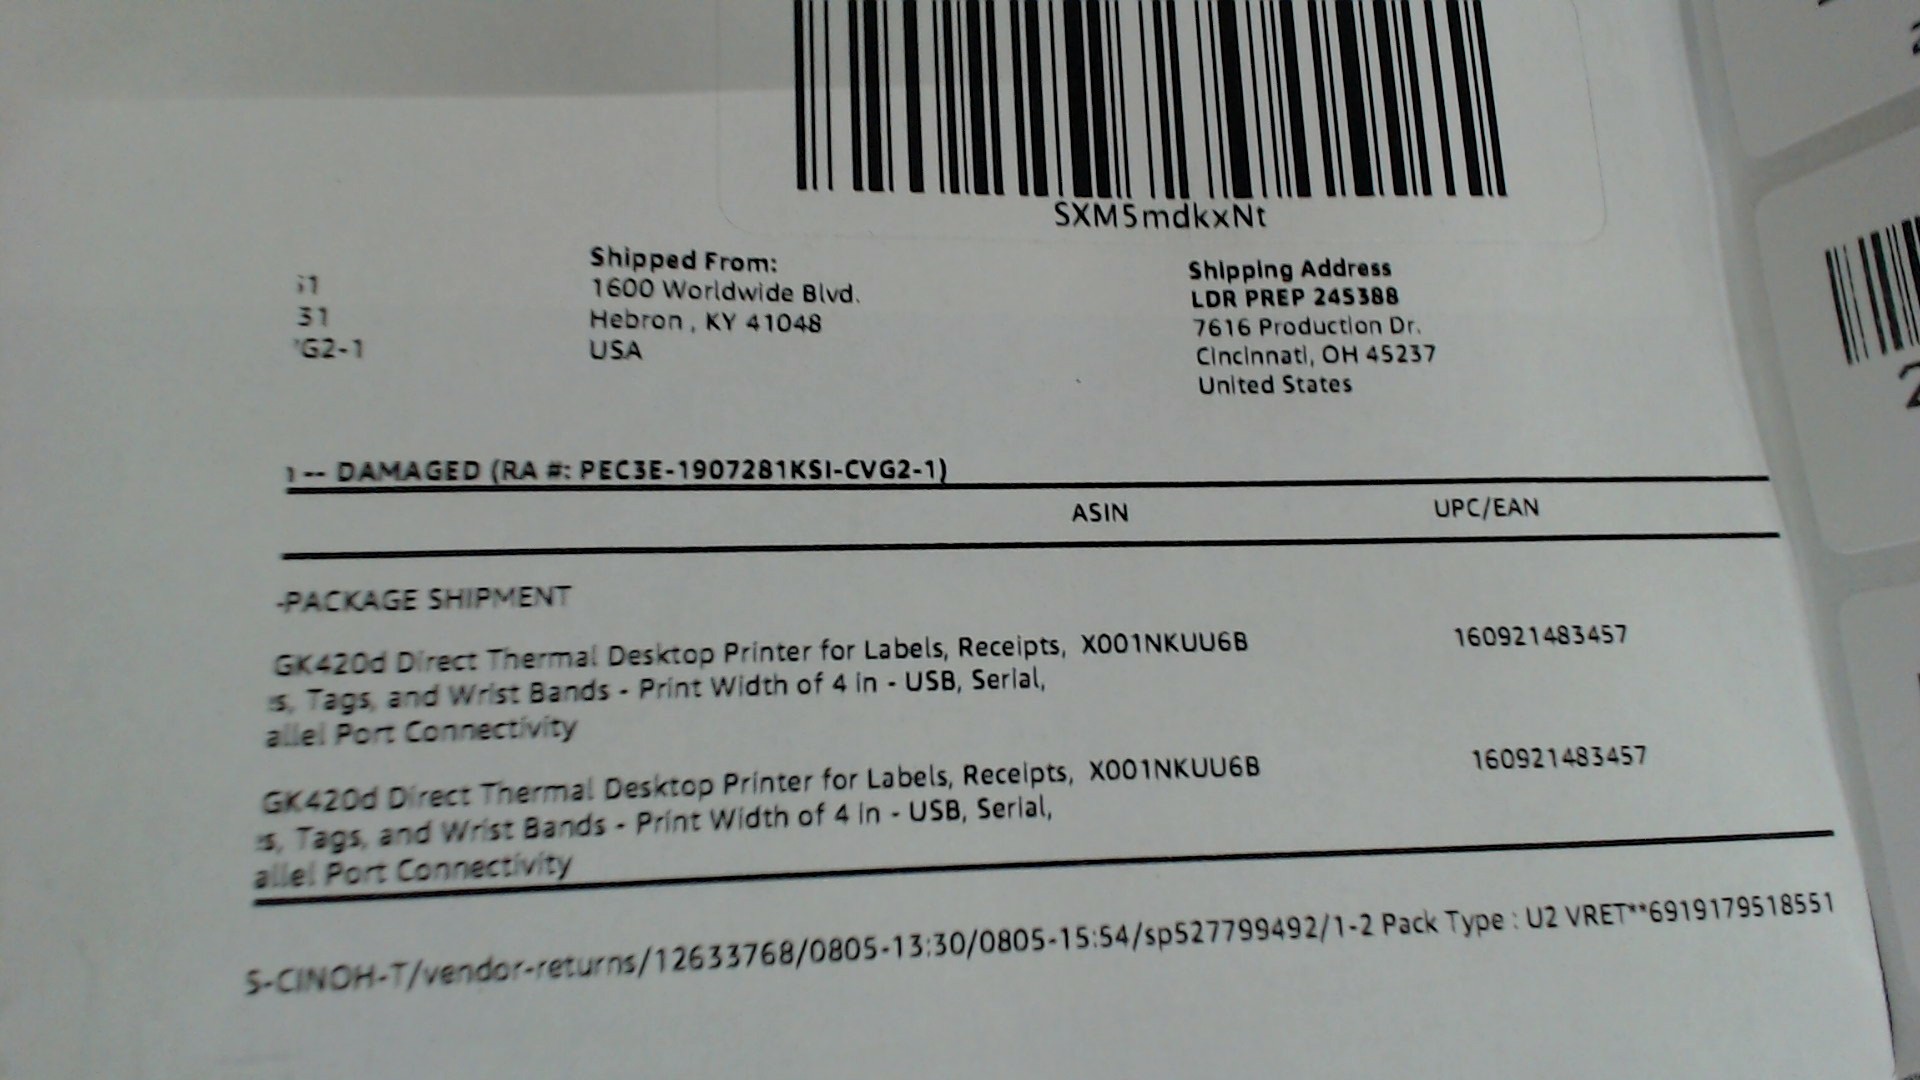 SXM5mdkxNt
Shipped From:
1600 Worldwide Blvd.
Hebron , KY 41048
USA
Shipping Address
LDR PREP 245388
7616 Production Dr.
Cincinnati, OH 45237
United States
31
G2-1
-- DAMAGED (RA #: PEC3E-1907281KSI-CVG2-1)
ASIN UPC/EAN
-PACKAGE SHIPMENT
GK420d Direct Thermal Desktop Printer for Labels, Receipts, X001NKUU6B 160921483457
s, Tags, and Wrist Bands - Print Width of 4 in - USB, Serial,
allel Port Connectivity
GK420d Direct Thermal Desktop Printer for Labels, Receipts, X001NKUU6B 160921483457
s, Tags, and Wrist Bands - Print Width of 4 in - USB, Serial,
allel Port Connectivity
S-CINOH-T/vendor-returns/12633768/0805-13:30/0805-15:54/sp527799492/1-2 Pack Type : U2 VRET**6919179518551